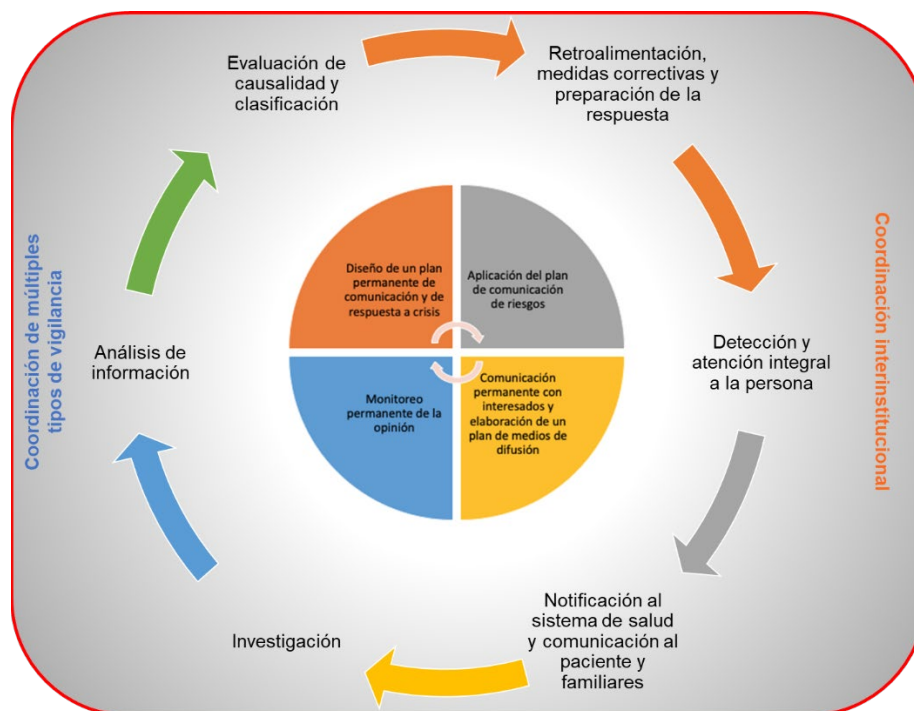 Evaluación de
causalidad y
clasificación
Retroalimentación,
medidas correctivas y
preparación de la
respuesta
Coordinación de múltiples
tipos de vigilancia
Coordinación interinstitucional
Diseño de un plan
permanente de
comunicación y de
respuesta a crisis
Aplicación del plan
de comunicación
de riesgos
Análisis de
información
Detección y
atención integral
a la persona
Monitoreo
permanente de la
opinión
Comunicación
permanente con
interesados y
elaboración de un
plan de medios de
difusión
Investigación
Notificación al
sistema de salud
y comunicación al
paciente y
familiares